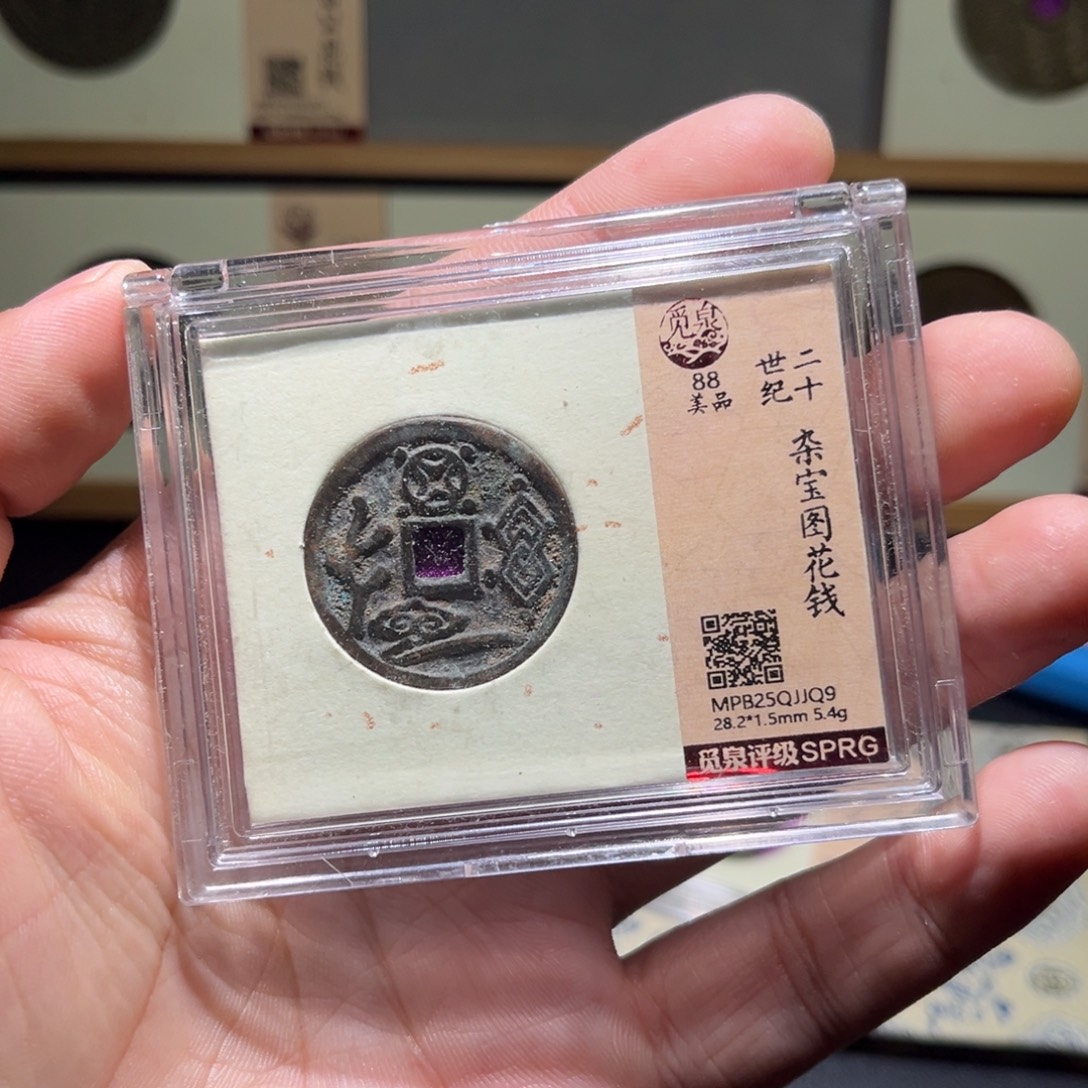 觅泉
88
美品
二十
世纪
杂宝图花钱
MPB25QJJQ9
28.2*1.5mm 5.4g
觅泉评级SPRG